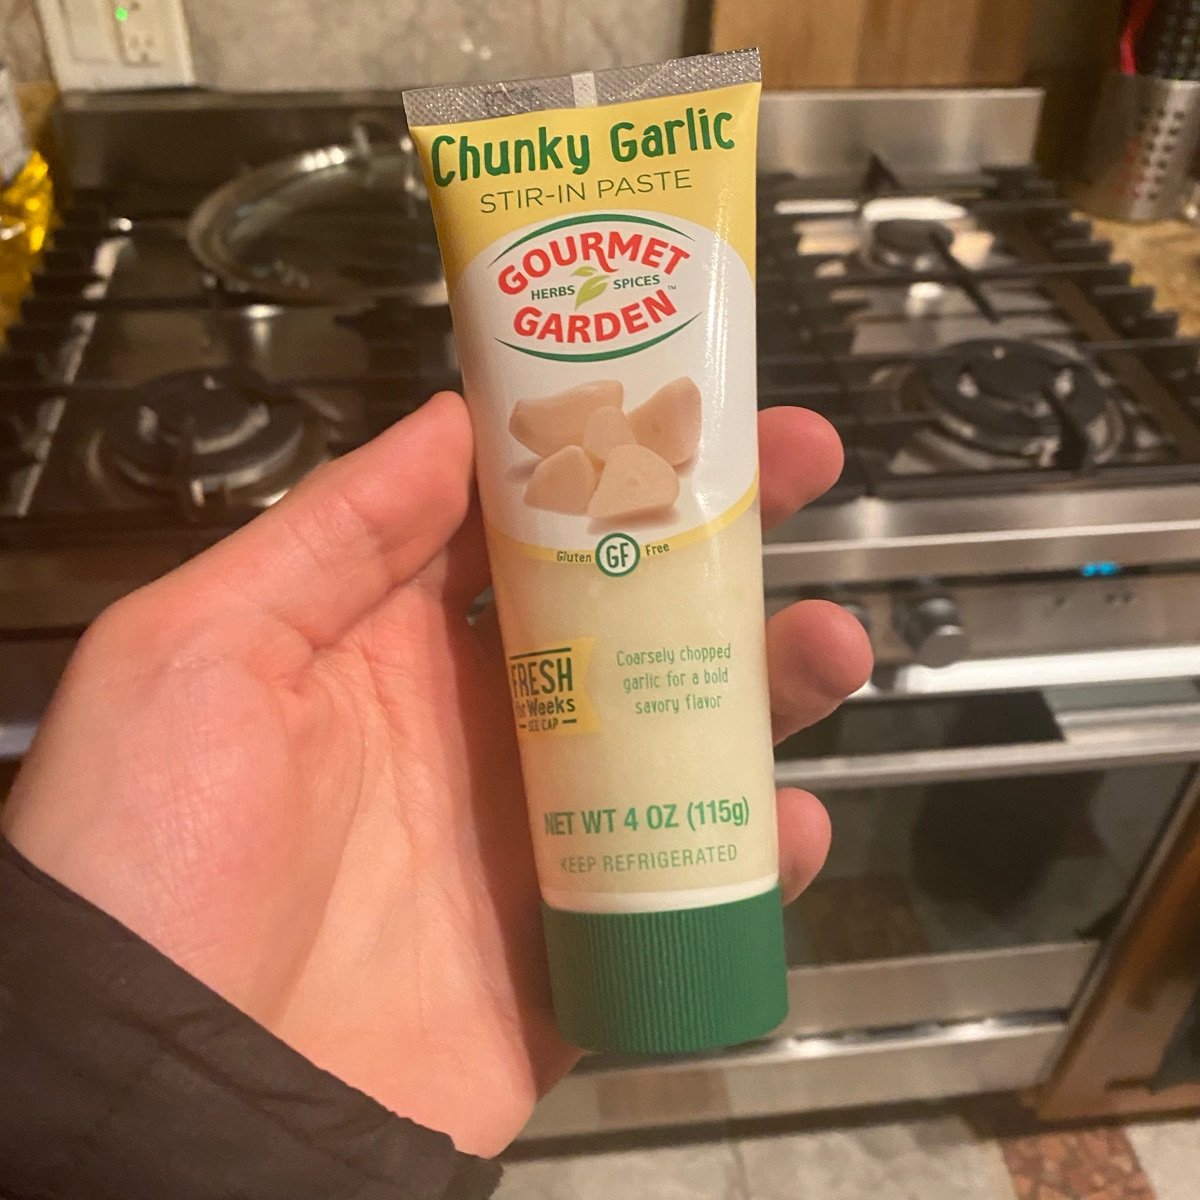 Chunky Garlic
STIR-IN PASTE
GOURMET
HERBS SPICES
GARDEN™
Gluten GF Free
FRESH
for Weeks
SEE CAP
Coarsely chopped
garlic for a bold
savory flavor
NET WT 4 OZ (115g)
KEEP REFRIGERATED